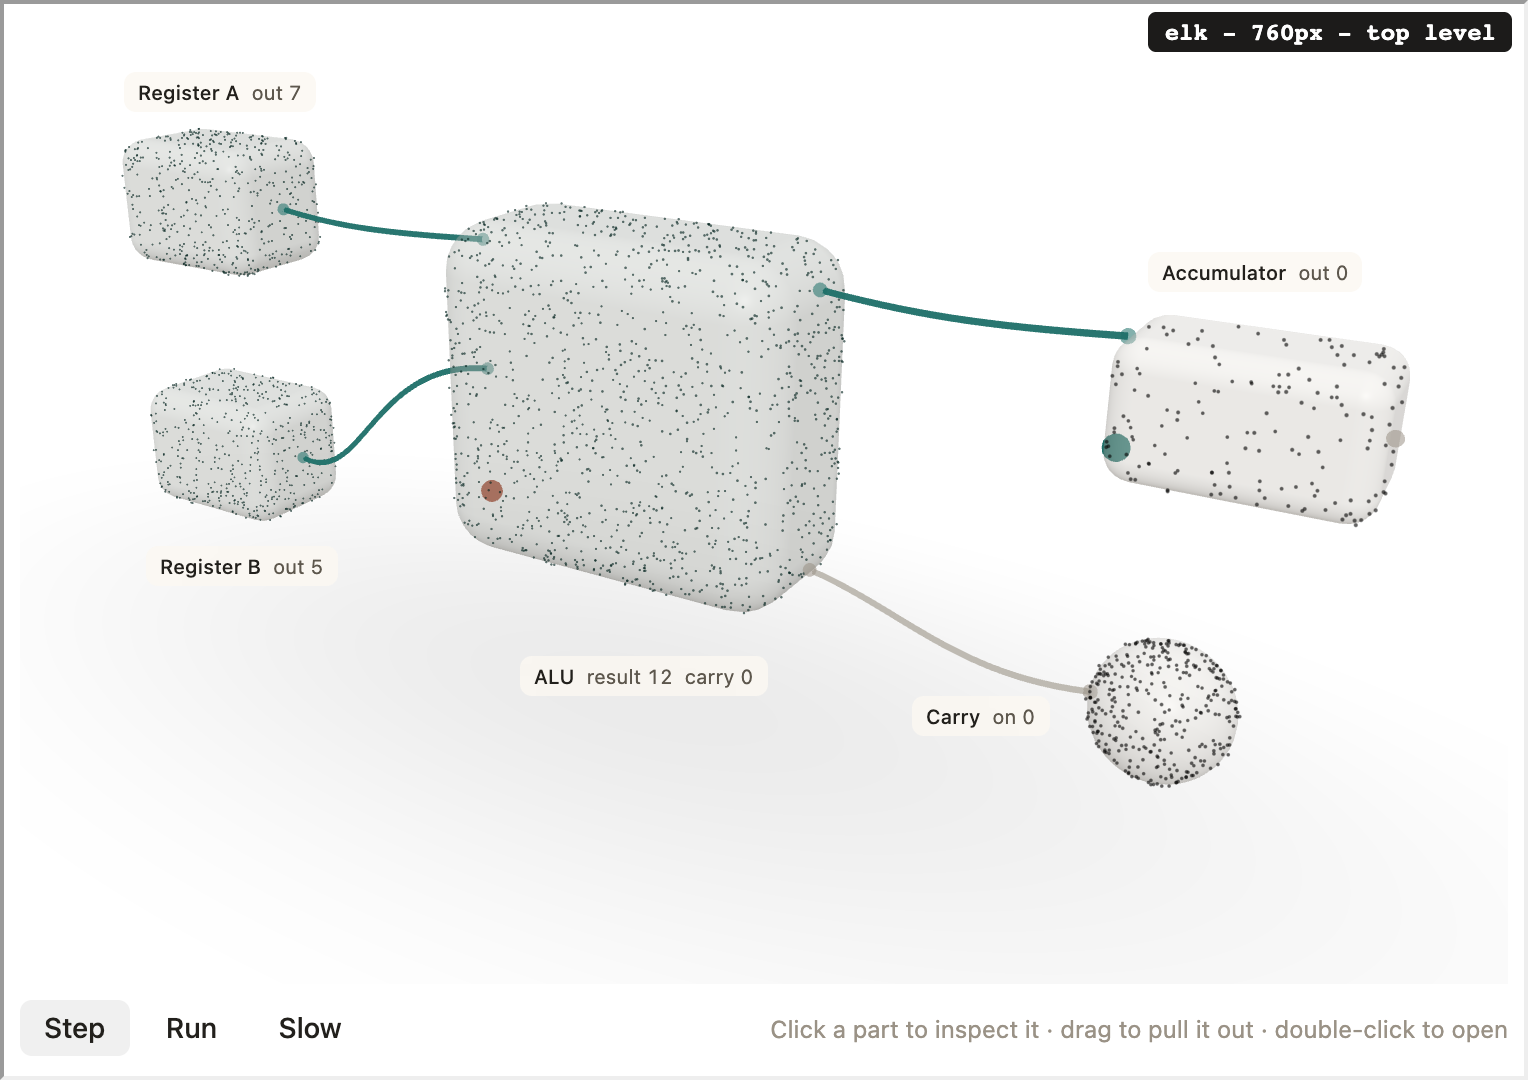 elk – 760px – top level
Register A out 7
Accumulator out 0
Register B out 5
ALU result 12 carry 0
Carry on 0
Step Run Slow
Click a part to inspect it · drag to pull it out · double-click to open